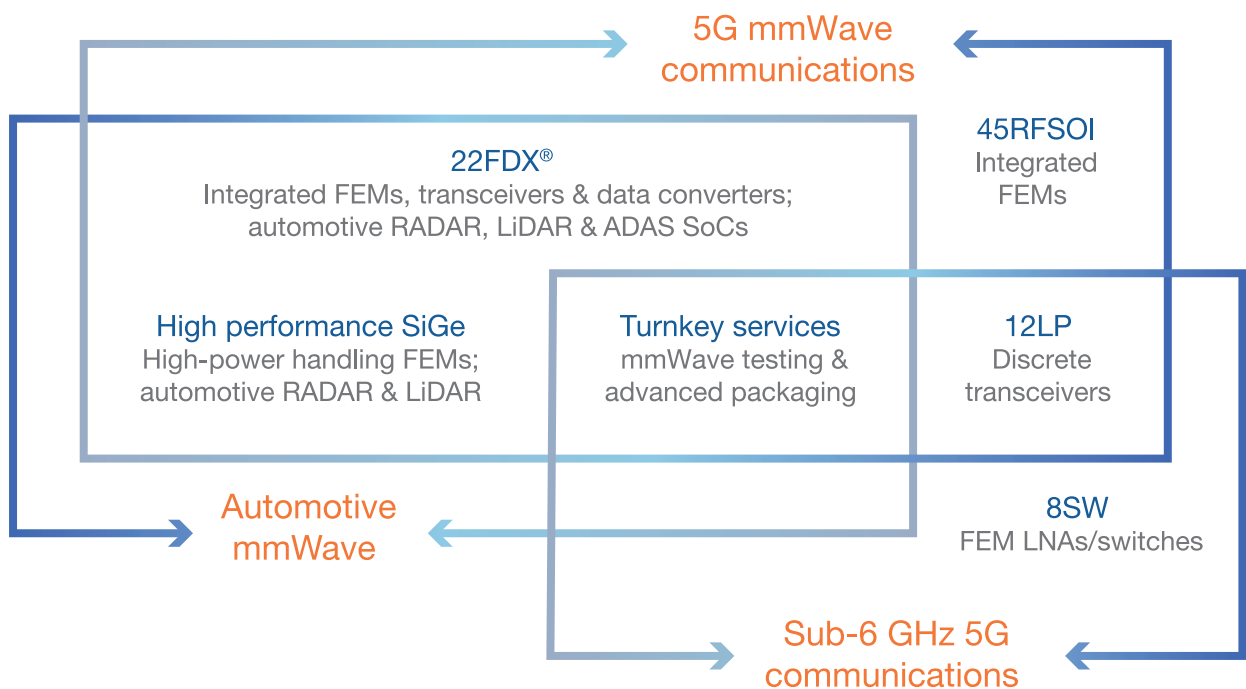 5G mmWave
communications
45RFSOI
Integrated
FEMs
22FDX®
Integrated FEMs, transceivers & data converters;
automotive RADAR, LiDAR & ADAS SoCs
High performance SiGe
High-power handling FEMs;
automotive RADAR & LiDAR
Turnkey services
mmWave testing &
advanced packaging
12LP
Discrete
transceivers
Automotive
mmWave
8SW
FEM LNAs/switches
Sub-6 GHz 5G
communications